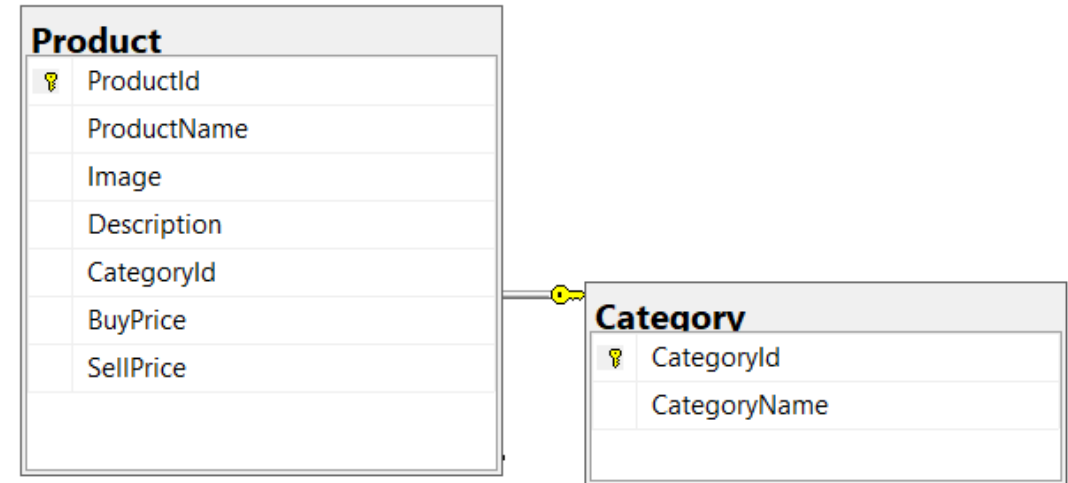 Product
ProductId
ProductName
Image
Description
CategoryId
BuyPrice
SellPrice
Category
CategoryId
CategoryName